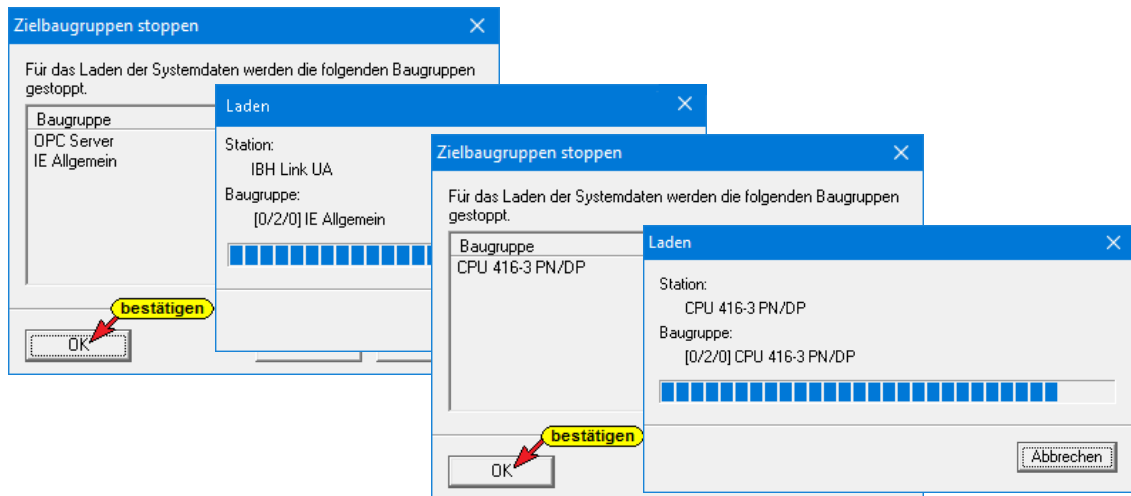 Zielbaugruppen stoppen
Für das Laden der Systemdaten werden die folgenden Baugruppen
gestoppt.
Baugruppe
OPC Server
IE Allgemein
bestätigen
OK
Laden
Station:
IBH Link UA
Baugruppe:
[0/2/0] IE Allgemein
Zielbaugruppen stoppen
Für das Laden der Systemdaten werden die folgenden Baugruppen
gestoppt.
Baugruppe
CPU 416-3 PN/DP
bestätigen
OK
Laden
Station:
CPU 416-3 PN/DP
Baugruppe:
[0/2/0] CPU 416-3 PN/DP
Abbrechen